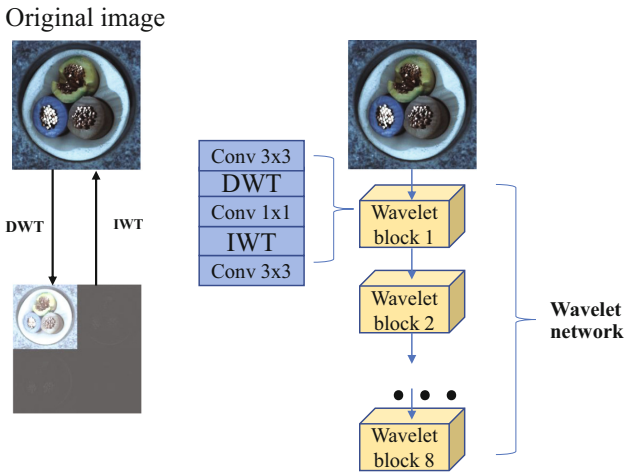 Original image
DWT
IWT
Conv 3x3
DWT
Conv 1x1
IWT
Conv 3x3
Wavelet
block 1
Wavelet
block 2
Wavelet
block 8
Wavelet
network